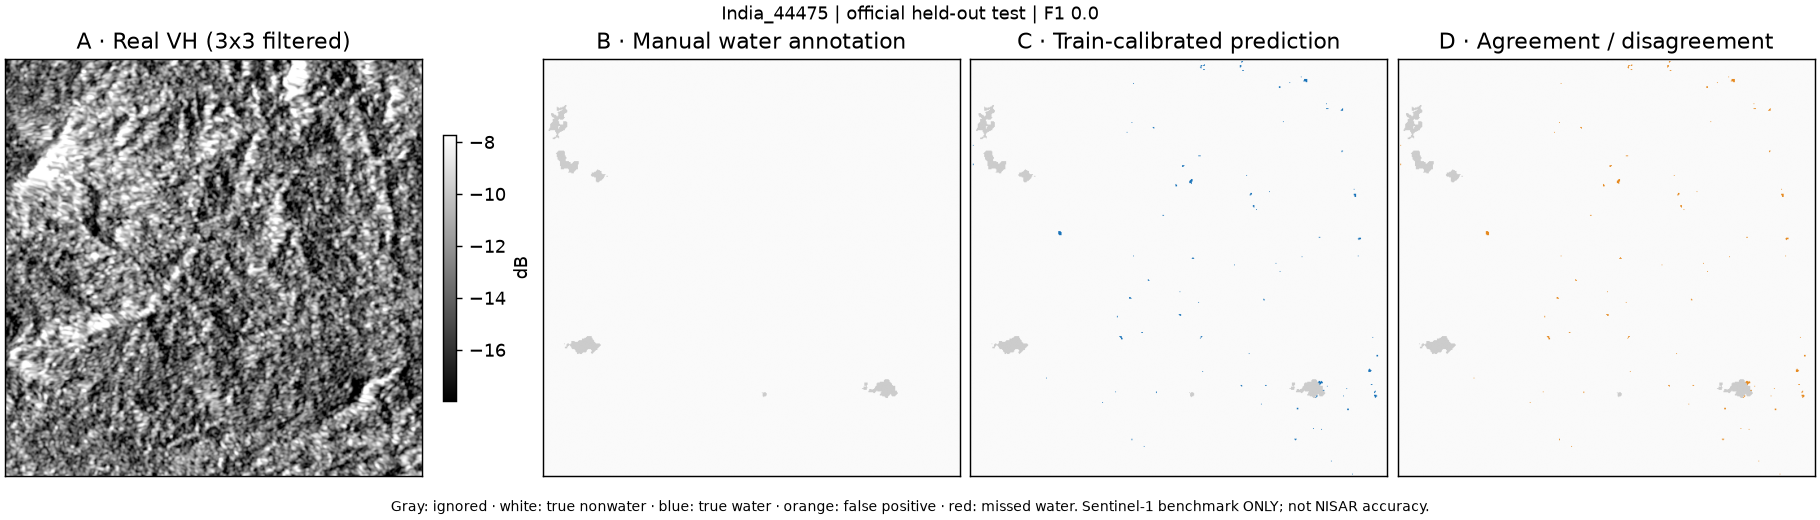 India_44475 | official held-out test | F1 0.0
A · Real VH (3x3 filtered)
B · Manual water annotation
C · Train-calibrated prediction
D · Agreement / disagreement
−8
−10
−12
−14
−16
dB
Gray: ignored · white: true nonwater · blue: true water · orange: false positive · red: missed water. Sentinel-1 benchmark ONLY; not NISAR accuracy.